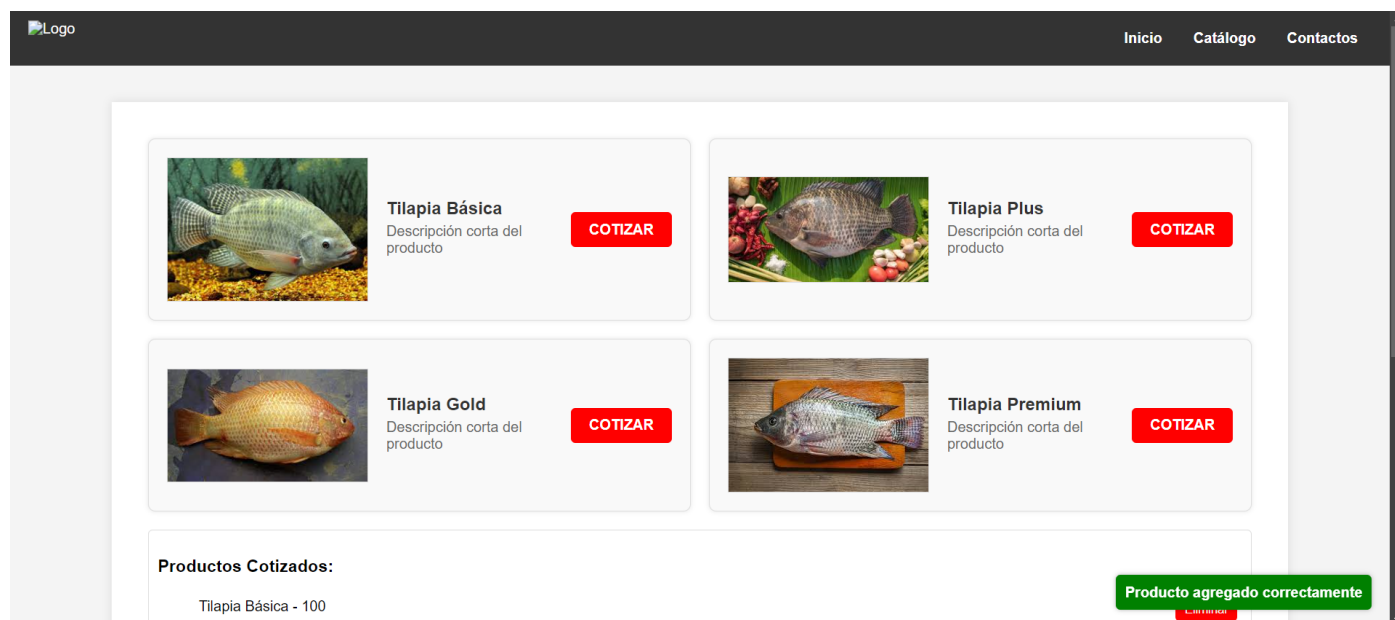 Logo
Inicio
Catálogo
Contactos
Tilapia Básica
Descripción corta del
producto
COTIZAR
Tilapia Plus
Descripción corta del
producto
COTIZAR
Tilapia Gold
Descripción corta del
producto
COTIZAR
Tilapia Premium
Descripción corta del
producto
COTIZAR
Productos Cotizados:
Tilapia Básica - 100
Producto agregado correctamente
Eliminar